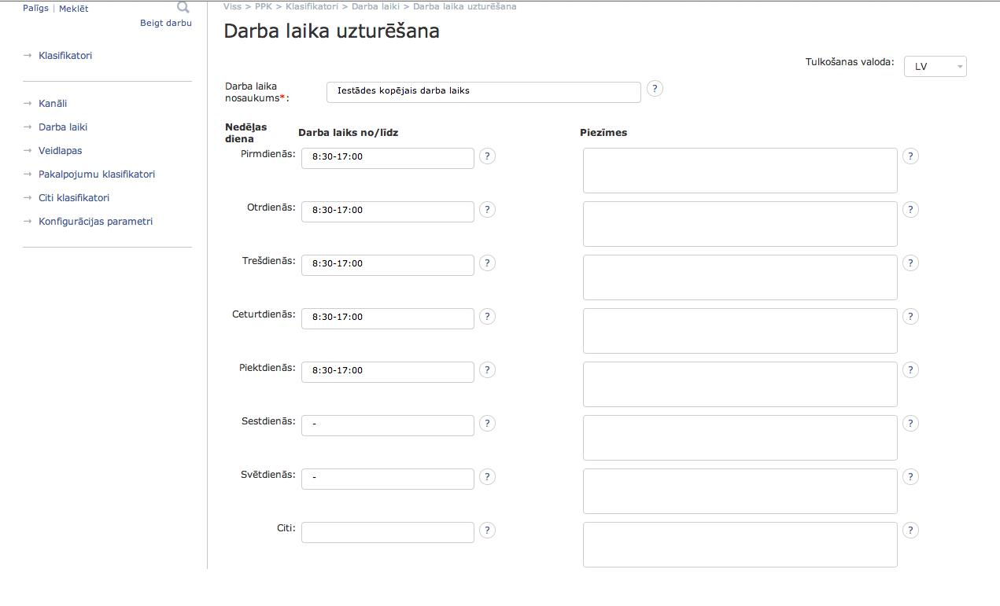 Palīgs | Meklēt
Beigt darbu
→ Klasifikatori
→ Kanāli
→ Darba laiki
→ Veidlapas
→ Pakalpojumu klasifikatori
→ Citi klasifikatori
→ Konfigurācijas parametri
Viss > PPK > Klasifikatori > Darba laiki > Darba laika uzturēšana
Darba laika uzturēšana
Tulkošanas valoda: LV
Darba laika
nosaukums*: Iestādes kopējais darba laiks ?
Nedēļas
diena Darba laiks no/līdz Piezīmes
Pirmdienās: 8:30-17:00 ? ?
Otrdienās: 8:30-17:00 ? ?
Trešdienās: 8:30-17:00 ? ?
Ceturtdienās: 8:30-17:00 ? ?
Piektdienās: 8:30-17:00 ? ?
Sestdienās: - ? ?
Svētdienās: - ? ?
Citi: ? ?